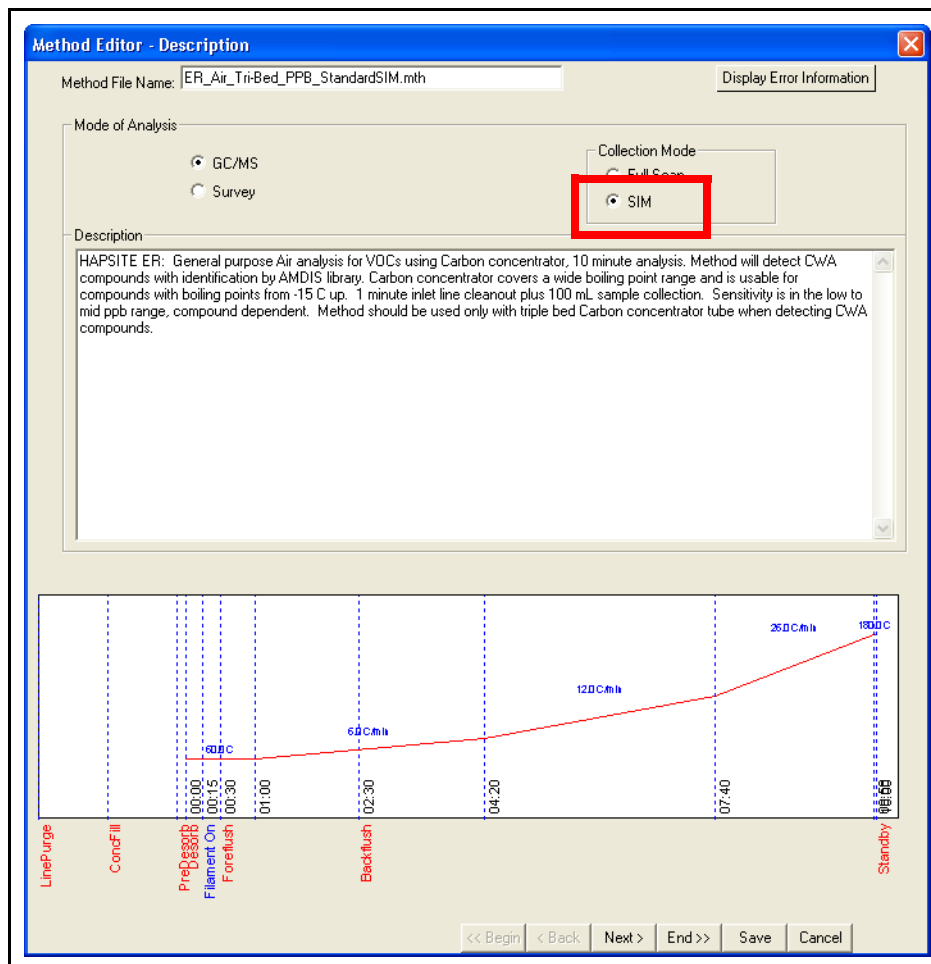 Method Editor - Description
Method File Name: ER_Air_Tri-Bed_PPB_StandardSIM.mth
Display Error Information
Mode of Analysis
GC/MS
Survey
Collection Mode
Full Scan
SIM
Description
HAPSITE ER:  General purpose Air analysis for VOCs using Carbon concentrator, 10 minute analysis. Method will detect CWA
compounds with identification by AMDIS library. Carbon concentrator covers a wide boiling point range and is usable for
compounds with boiling points from -15 C up.  1 minute inlet line cleanout plus 100 mL sample collection.  Sensitivity is in the low to
mid ppb range, compound dependent.  Method should be used only with triple bed Carbon concentrator tube when detecting CWA
compounds.
26.0 C/min
180.0 C
12.0 C/min
6.0 C/min
60.0 C
00:00
00:15
00:30
01:00
02:30
04:20
07:40
LinePurge
ConcFill
PreDesorb
Desorb
Filament On
Foreflush
Backflush
Standby
<< Begin
< Back
Next >
End >>
Save
Cancel